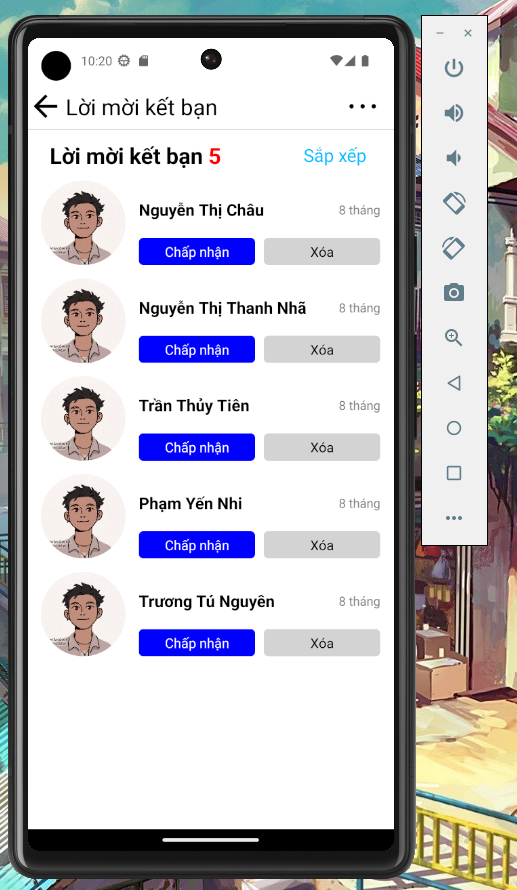 10:20
Lời mời kết bạn
Lời mời kết bạn 5
Sắp xếp
Nguyễn Thị Châu
8 tháng
Chấp nhận
Xóa
Nguyễn Thị Thanh Nhã
8 tháng
Chấp nhận
Xóa
Trần Thủy Tiên
8 tháng
Chấp nhận
Xóa
Phạm Yến Nhi
8 tháng
Chấp nhận
Xóa
Trương Tú Nguyên
8 tháng
Chấp nhận
Xóa